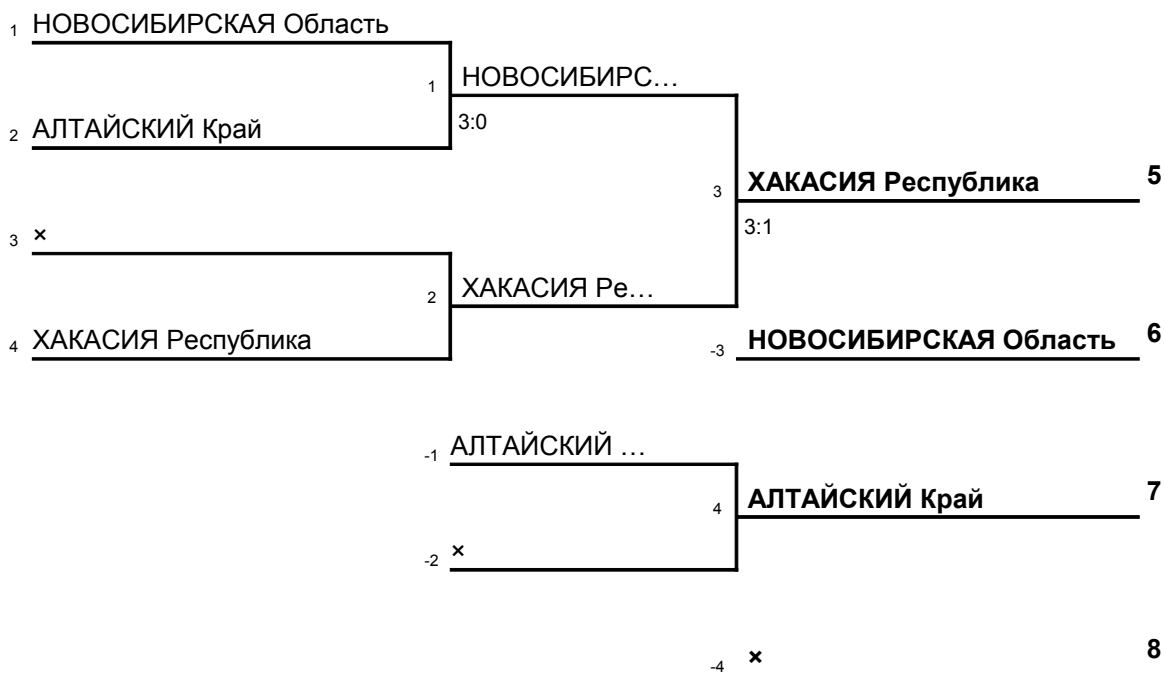 1 НОВОСИБИРСКАЯ Область
1 НОВОСИБИРС…
2 АЛТАЙСКИЙ Край
3:0
3 ХАКАСИЯ Республика 5
3 ×
3:1
2 ХАКАСИЯ Ре…
4 ХАКАСИЯ Республика
-3 НОВОСИБИРСКАЯ Область 6
-1 АЛТАЙСКИЙ …
4 АЛТАЙСКИЙ Край 7
-2 ×
-4 × 8